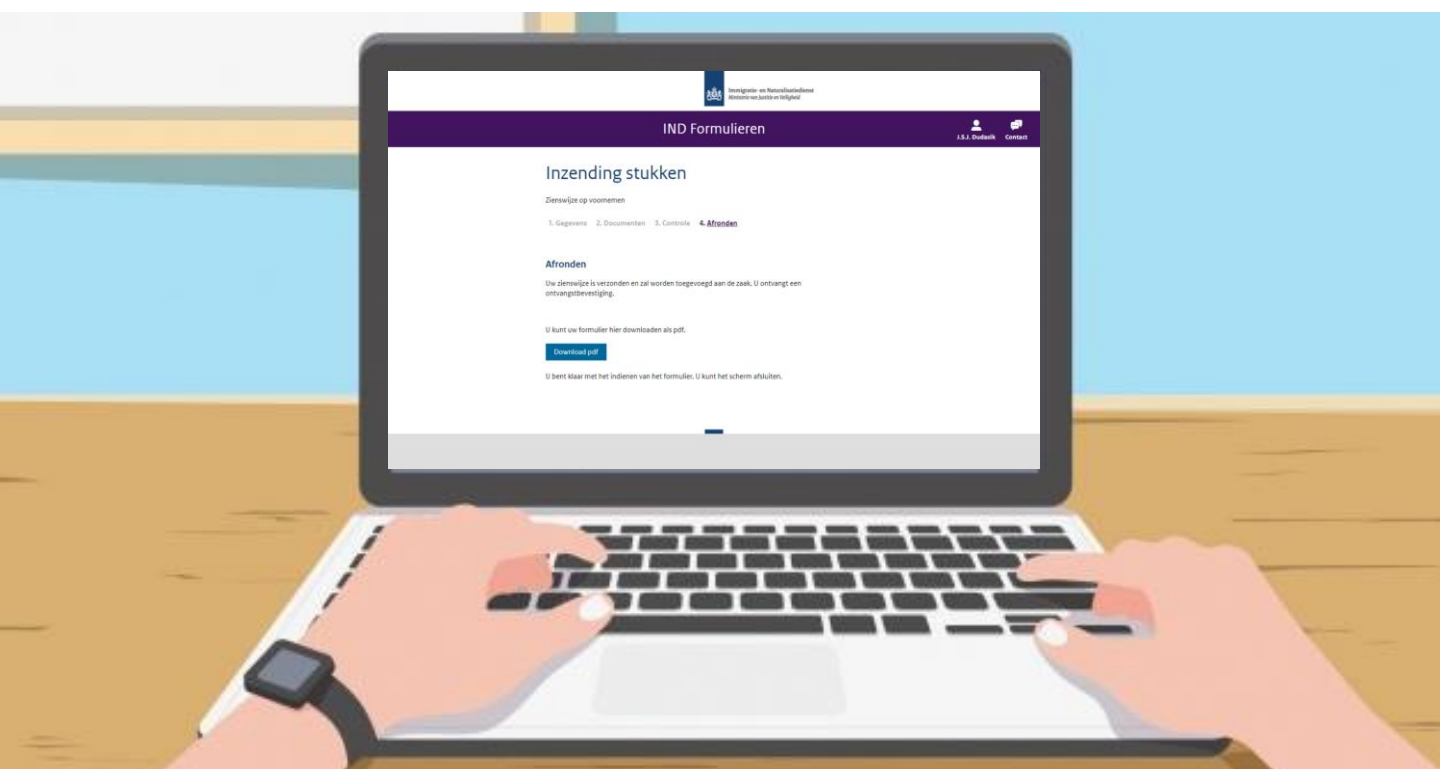 Immigratie- en Naturalisatiedienst
Ministerie van Justitie en Veiligheid
IND Formulieren
J.S.J. Dudasik
Contact
Inzending stukken
Zienswijze op voornemen
1. Gegevens 2. Documenten 3. Controle 4. Afronden
Afronden
Uw zienswijze is verzonden en zal worden toegevoegd aan de zaak. U ontvangt een
ontvangstbevestiging.
U kunt uw formulier hier downloaden als pdf.
Download pdf
U bent klaar met het indienen van het formulier. U kunt het scherm afsluiten.